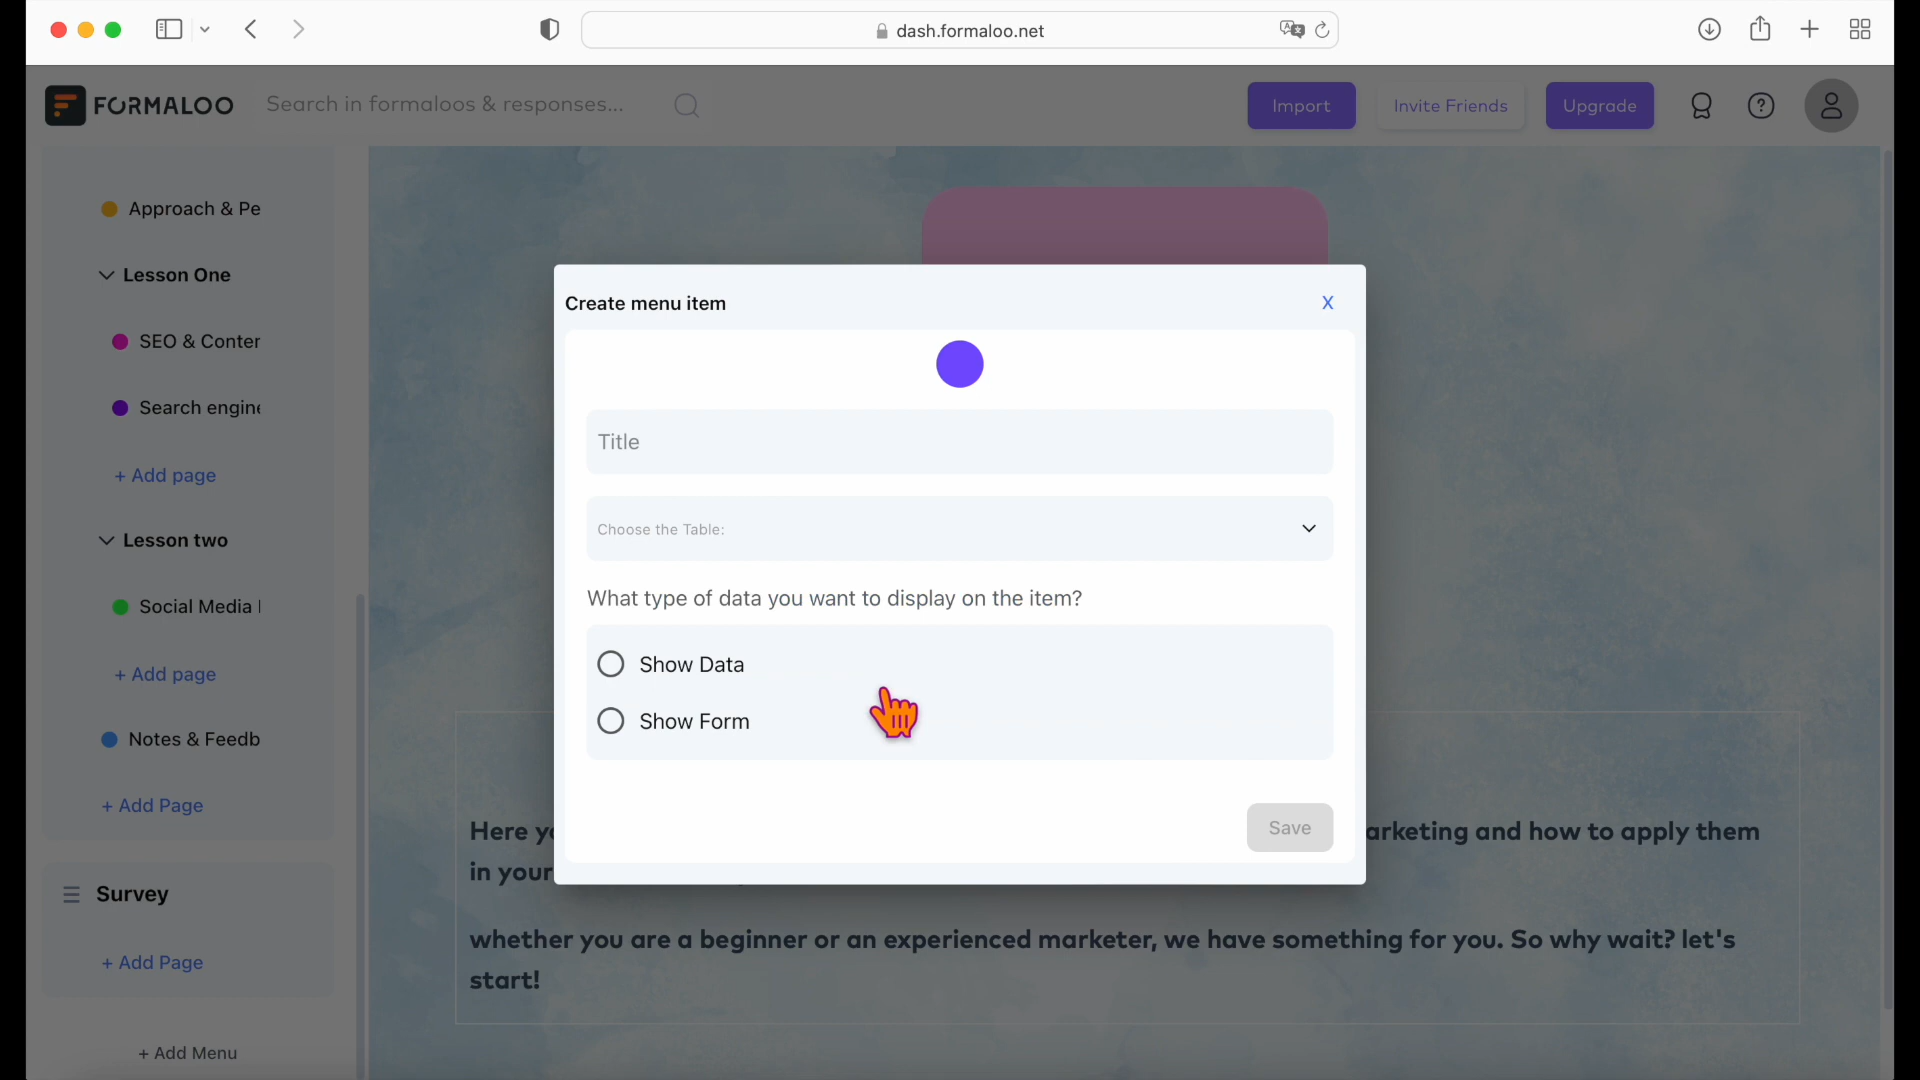 dash.formaloo.net
FORMALOO
Search in formaloos & responses...
Import
Invite Friends
Upgrade
Approach & Pe
Lesson One
SEO & Conter
Search engine
+ Add page
Lesson two
Social Media
+ Add page
Notes & Feedb
+ Add Page
Survey
+ Add Page
+ Add Menu
Create menu item
X
Title
Choose the Table:
What type of data you want to display on the item?
Show Data
Show Form
Save
Here yo
arketing and how to apply them
in your
whether you are a beginner or an experienced marketer, we have something for you. So why wait? let's
start!